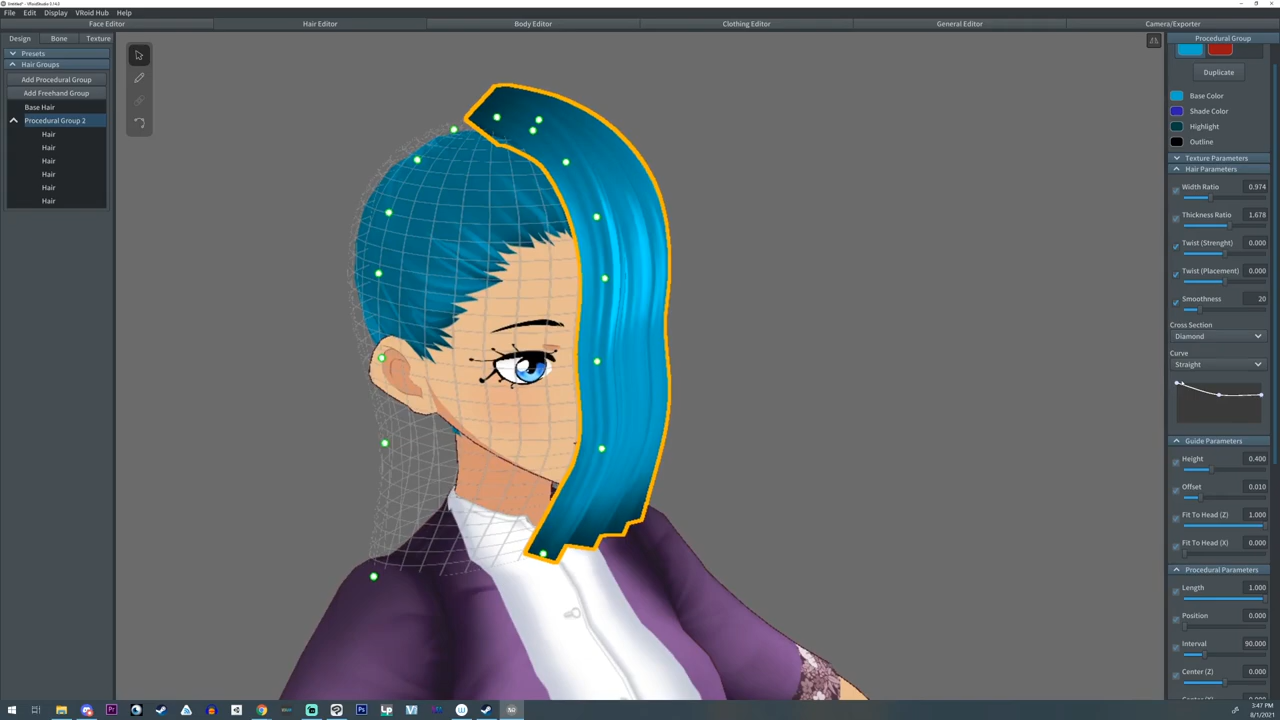 Untitled* - VRoidStudio 0.14.0
File Edit Display VRoid Hub Help
Face Editor Hair Editor Body Editor Clothing Editor General Editor Camera/Exporter
Design Bone Texture
Presets
Hair Groups
Add Procedural Group
Add Freehand Group
Base Hair
Procedural Group 2
Hair
Hair
Hair
Hair
Hair
Hair
Procedural Group
Duplicate
Base Color
Shade Color
Highlight
Outline
Texture Parameters
Hair Parameters
Width Ratio 0.974
Thickness Ratio 1.678
Twist (Strenght) 0.000
Twist (Placement) 0.000
Smoothness 20
Cross Section
Diamond
Curve
Straight
Guide Parameters
Height 0.400
Offset 0.010
Fit To Head (Z) 1.000
Fit To Head (X) 0.000
Procedural Parameters
Length 1.000
Position 0.000
Interval 90.000
Center (Z) 0.000
3:47 PM
8/1/2021